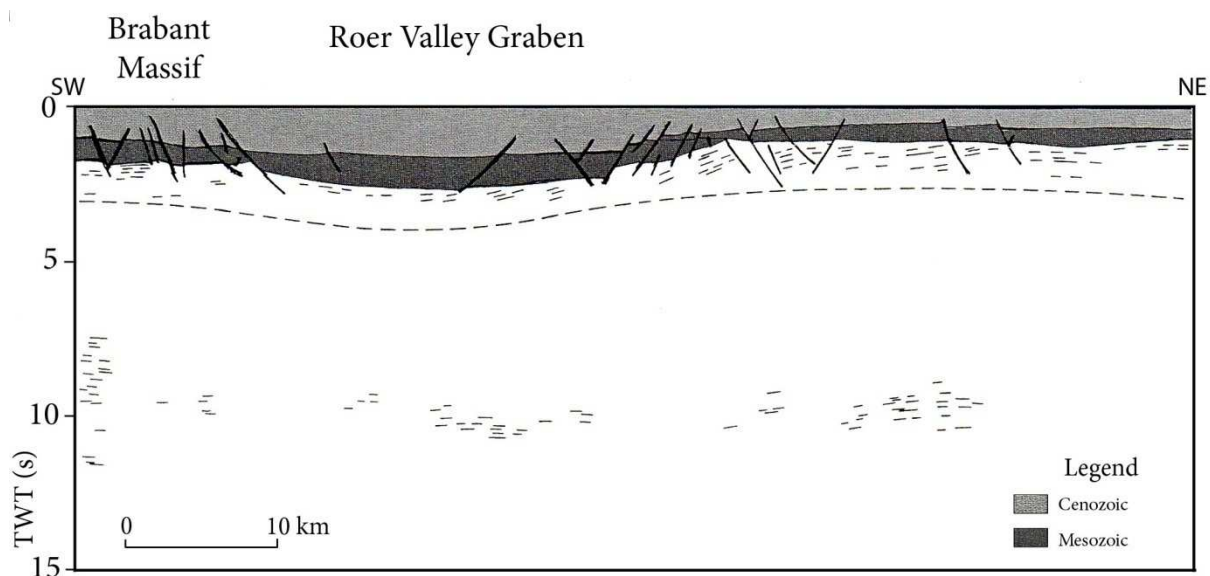 Brabant
Massif
Roer Valley Graben
SW
NE
0
5
10
15
TWT (s)
0
10 km
Legend
Cenozoic
Mesozoic